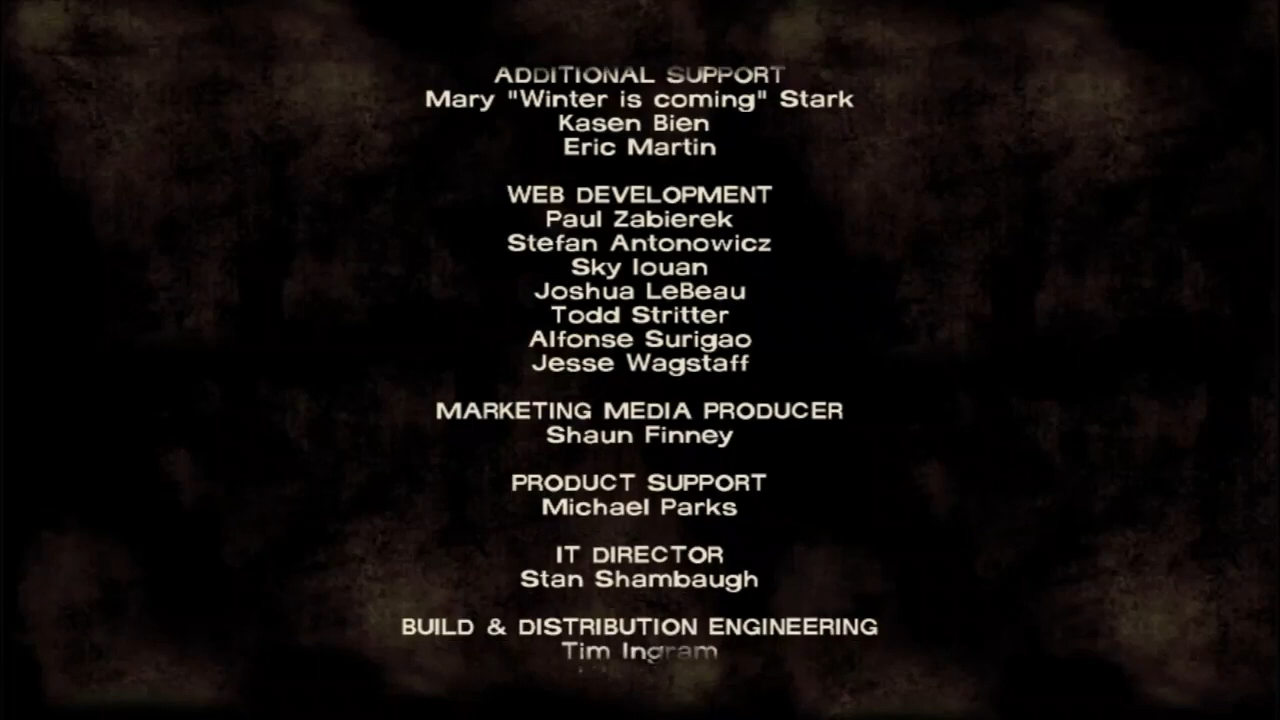 ADDITIONAL SUPPORT
Mary "Winter is coming" Stark
Kasen Bien
Eric Martin
WEB DEVELOPMENT
Paul Zabierek
Stefan Antonowicz
Sky Iouan
Joshua LeBeau
Todd Stritter
Alfonse Surigao
Jesse Wagstaff
MARKETING MEDIA PRODUCER
Shaun Finney
PRODUCT SUPPORT
Michael Parks
IT DIRECTOR
Stan Shambaugh
BUILD & DISTRIBUTION ENGINEERING
Tim Ingram